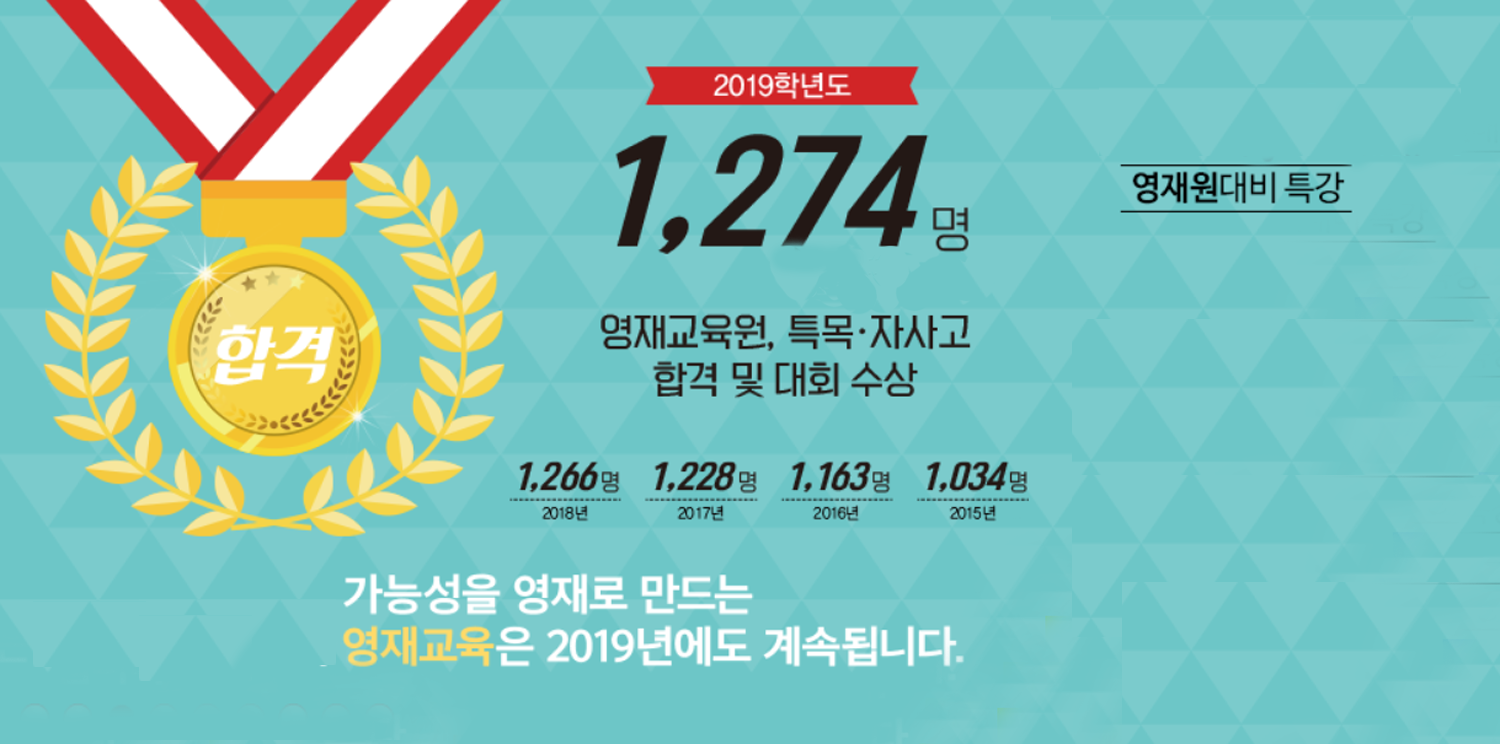 2019학년도
1,274명
영재원대비 특강
합격
영재교육원, 특목·자사고
합격 및 대회 수상
1,266명 1,228명 1,163명 1,034명
2018년 2017년 2016년 2015년
가능성을 영재로 만드는
영재교육은 2019년에도 계속됩니다.